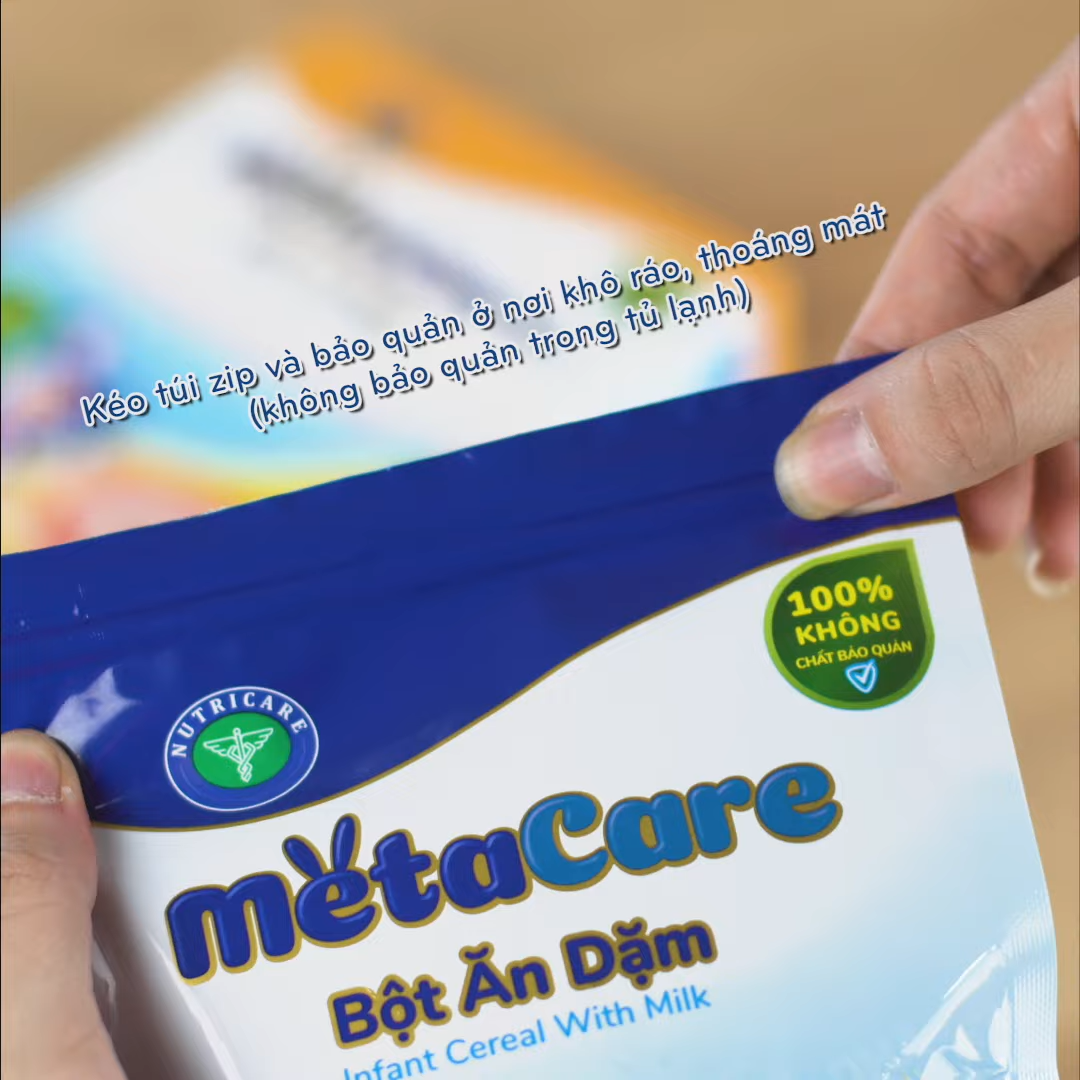 Kéo túi zip và bảo quản ở nơi khô ráo, thoáng mát
(không bảo quản trong tủ lạnh)
100%
KHÔNG
CHẤT BẢO QUẢN
NUTRICARE
metaCare
Bột Ăn Dặm
Infant Cereal With Milk